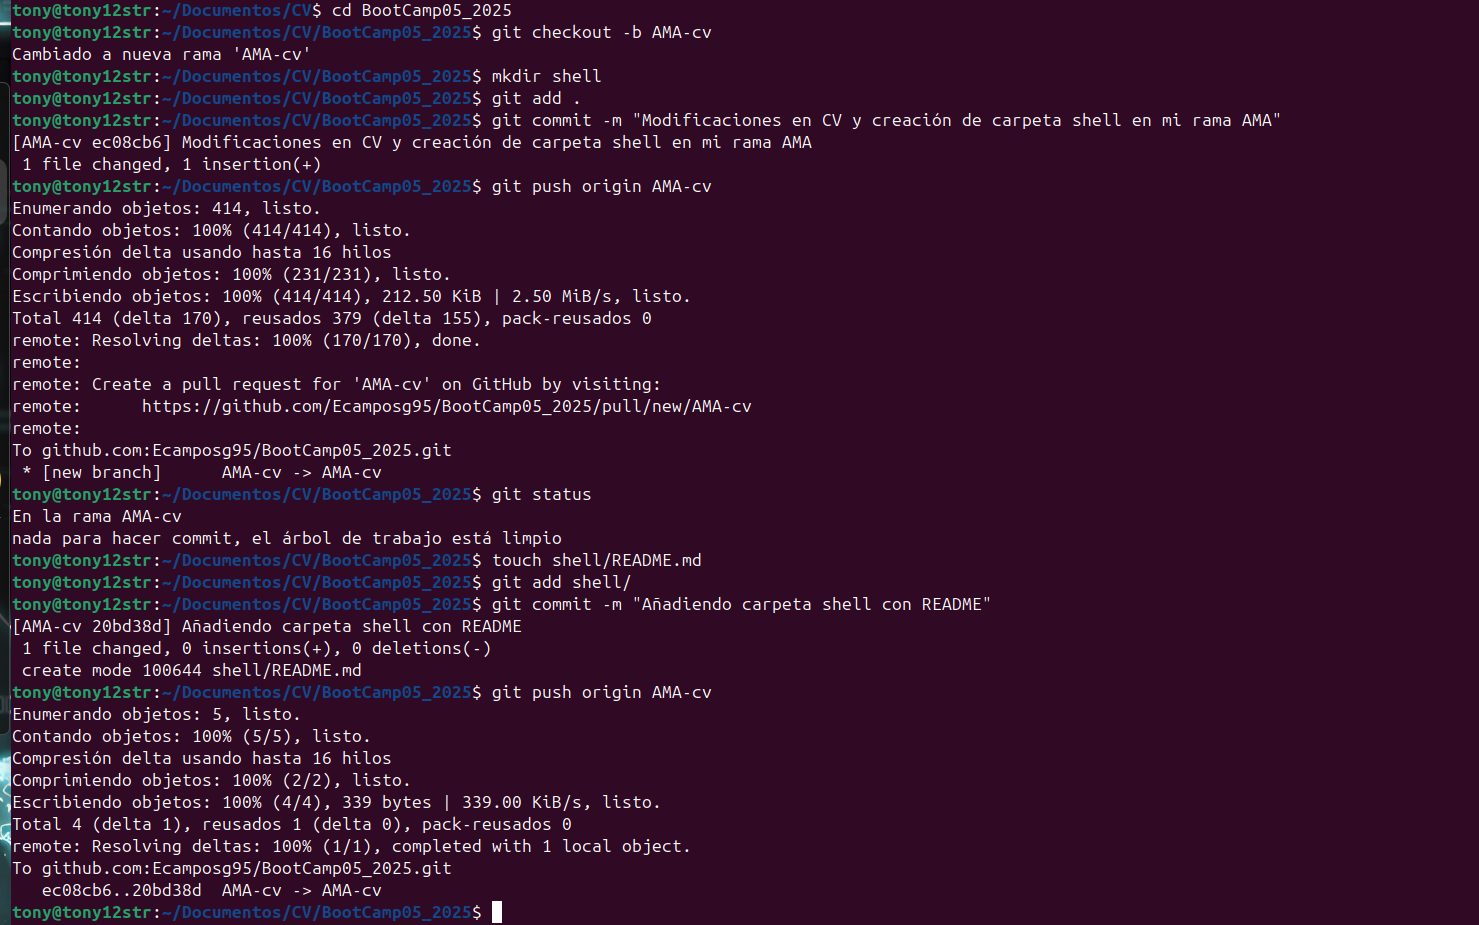 tony@tony12str:~/Documentos/CV$ cd BootCamp05_2025
tony@tony12str:~/Documentos/CV/BootCamp05_2025$ git checkout -b AMA-cv
Cambiado a nueva rama 'AMA-cv'
tony@tony12str:~/Documentos/CV/BootCamp05_2025$ mkdir shell
tony@tony12str:~/Documentos/CV/BootCamp05_2025$ git add .
tony@tony12str:~/Documentos/CV/BootCamp05_2025$ git commit -m "Modificaciones en CV y creación de carpeta shell en mi rama AMA"
[AMA-cv ec08cb6] Modificaciones en CV y creación de carpeta shell en mi rama AMA
 1 file changed, 1 insertion(+)
tony@tony12str:~/Documentos/CV/BootCamp05_2025$ git push origin AMA-cv
Enumerando objetos: 414, listo.
Contando objetos: 100% (414/414), listo.
Compresión delta usando hasta 16 hilos
Comprimiendo objetos: 100% (231/231), listo.
Escribiendo objetos: 100% (414/414), 212.50 KiB | 2.50 MiB/s, listo.
Total 414 (delta 170), reusados 379 (delta 155), pack-reusados 0
remote: Resolving deltas: 100% (170/170), done.
remote:
remote: Create a pull request for 'AMA-cv' on GitHub by visiting:
remote:      https://github.com/Ecamposg95/BootCamp05_2025/pull/new/AMA-cv
remote:
To github.com:Ecamposg95/BootCamp05_2025.git
 * [new branch]      AMA-cv -> AMA-cv
tony@tony12str:~/Documentos/CV/BootCamp05_2025$ git status
En la rama AMA-cv
nada para hacer commit, el árbol de trabajo está limpio
tony@tony12str:~/Documentos/CV/BootCamp05_2025$ touch shell/README.md
tony@tony12str:~/Documentos/CV/BootCamp05_2025$ git add shell/
tony@tony12str:~/Documentos/CV/BootCamp05_2025$ git commit -m "Añadiendo carpeta shell con README"
[AMA-cv 20bd38d] Añadiendo carpeta shell con README
 1 file changed, 0 insertions(+), 0 deletions(-)
 create mode 100644 shell/README.md
tony@tony12str:~/Documentos/CV/BootCamp05_2025$ git push origin AMA-cv
Enumerando objetos: 5, listo.
Contando objetos: 100% (5/5), listo.
Compresión delta usando hasta 16 hilos
Comprimiendo objetos: 100% (2/2), listo.
Escribiendo objetos: 100% (4/4), 339 bytes | 339.00 KiB/s, listo.
Total 4 (delta 1), reusados 1 (delta 0), pack-reusados 0
remote: Resolving deltas: 100% (1/1), completed with 1 local object.
To github.com:Ecamposg95/BootCamp05_2025.git
   ec08cb6..20bd38d  AMA-cv -> AMA-cv
tony@tony12str:~/Documentos/CV/BootCamp05_2025$